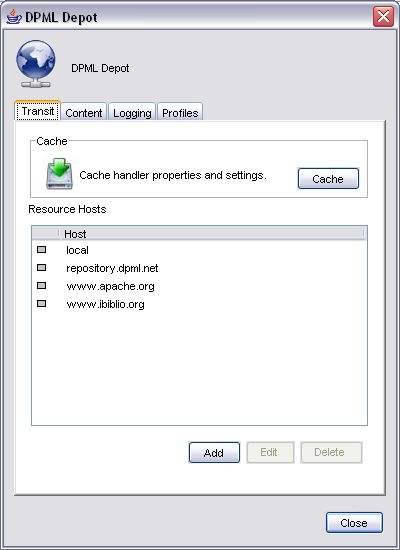 DPML Depot
DPML Depot
Transit Content Logging Profiles
Cache
Cache handler properties and settings. Cache
Resource Hosts
Host
local
repository.dpml.net
www.apache.org
www.ibiblio.org
Add Edit Delete
Close